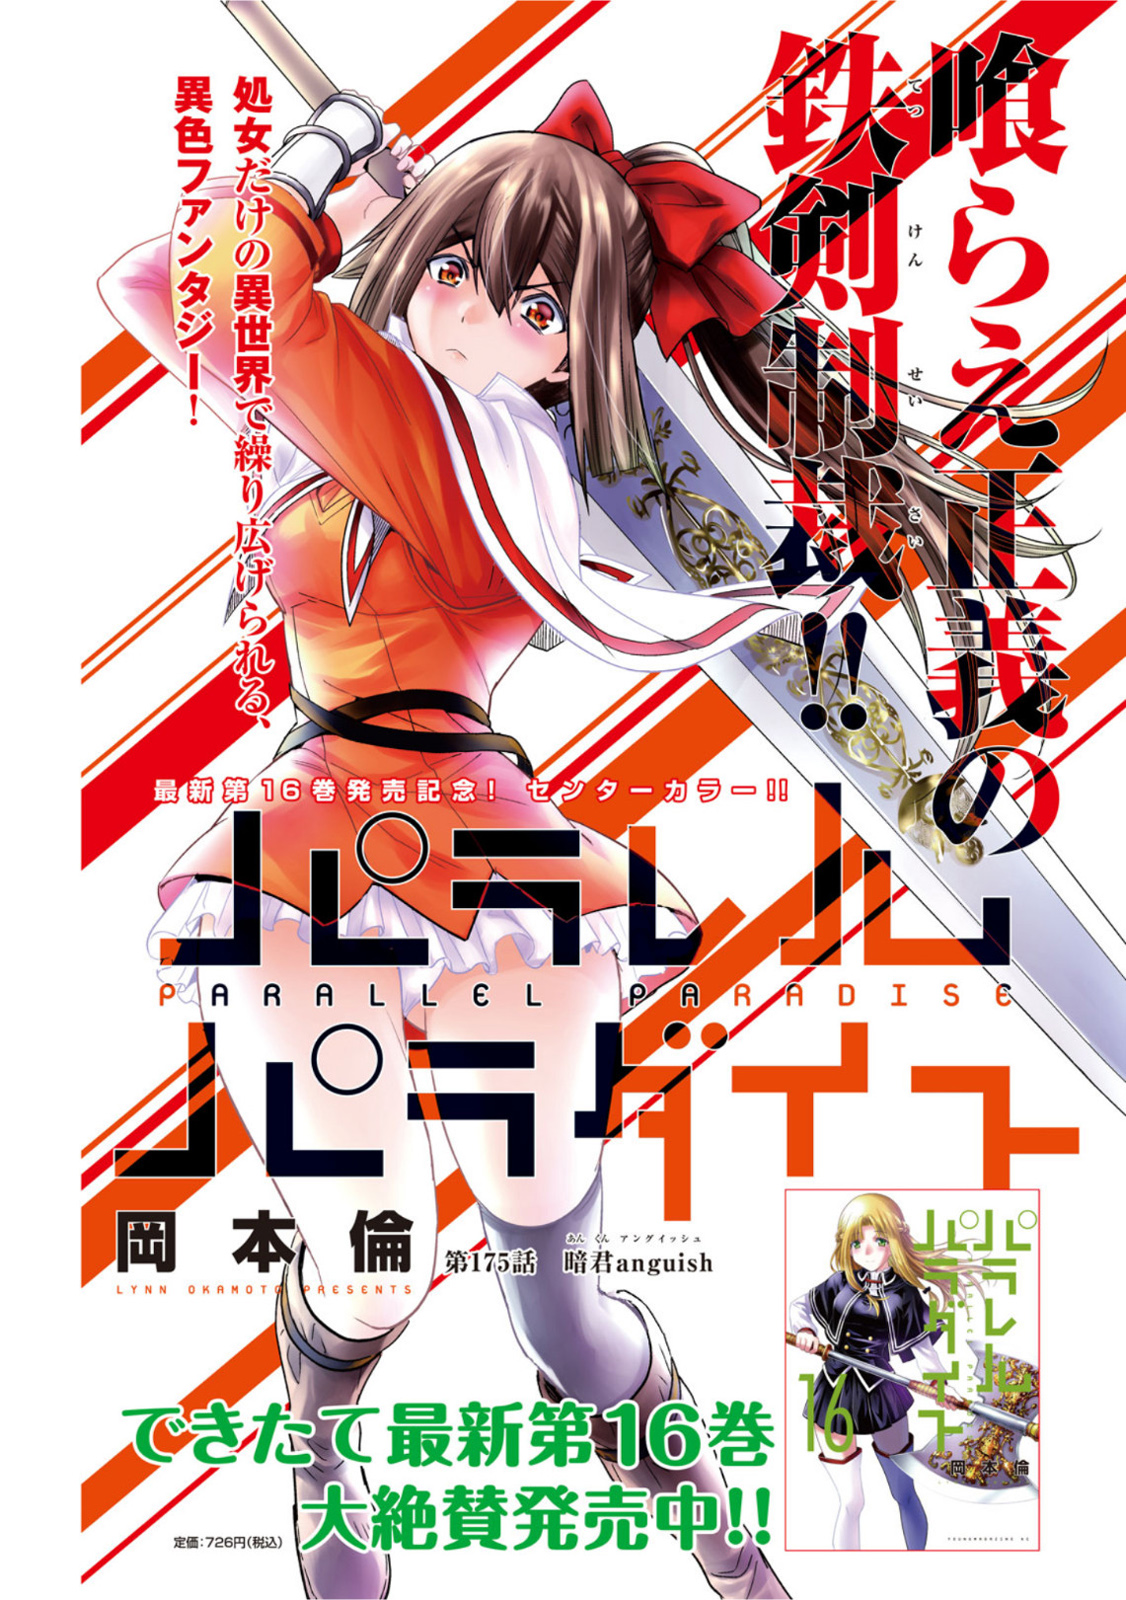 喰らえ正義の
鉄剣制裁!!
てっ けん せい さい
処女だけの異世界で繰り広げられる、
異色ファンタジー!
最新第16巻発売記念! センターカラー!!
パラレル
PARALLEL PARADISE
パラダイス
岡本倫
LYNN OKAMOTO PRESENTS
第175話 暗君anguish
あん くん アングイッシュ
パラレル
パラダイス
16
岡本倫
できたて最新第16巻
大絶賛発売中!!
定価:726円(税込)